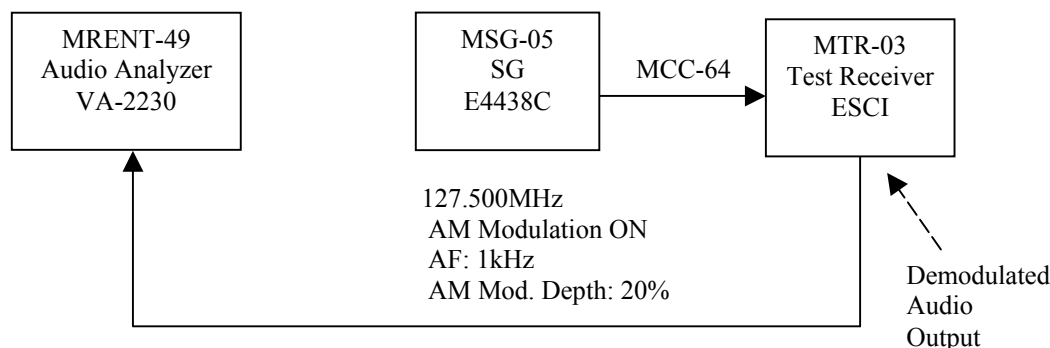 MRENT-49
Audio Analyzer
VA-2230
MSG-05
SG
E4438C
MCC-64
MTR-03
Test Receiver
ESCI
127.500MHz
AM Modulation ON
AF: 1kHz
AM Mod. Depth: 20%
Demodulated
Audio
Output